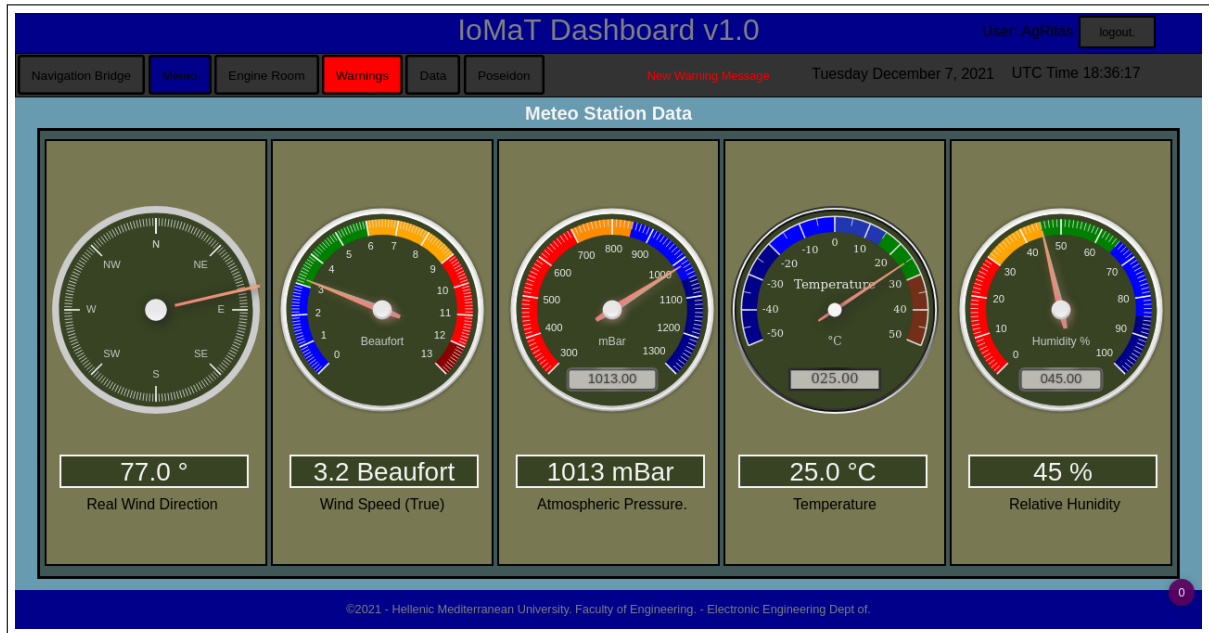 IoMaT Dashboard v1.0
User: AgRitas
logout.
Navigation Bridge
Meteo
Engine Room
Warnings
Data
Poseidon
New Warning Message
Tuesday December 7, 2021
UTC Time 18:36:17
Meteo Station Data
N
NE
E
SE
S
SW
W
NW
77.0 °
Real Wind Direction
0
1
2
3
4
5
6
7
8
9
10
11
12
13
Beaufort
3.2 Beaufort
Wind Speed (True)
300
400
500
600
700
800
900
1000
1100
1200
1300
mBar
1013.00
1013 mBar
Atmospheric Pressure.
-50
-40
-30
-20
-10
0
10
20
30
40
50
Temperature
°C
025.00
25.0 °C
Temperature
0
10
20
30
40
50
60
70
80
90
100
Humidity %
045.00
45 %
Relative Hunidity
0
©2021 - Hellenic Mediterranean University. Faculty of Engineering. - Electronic Engineering Dept of.